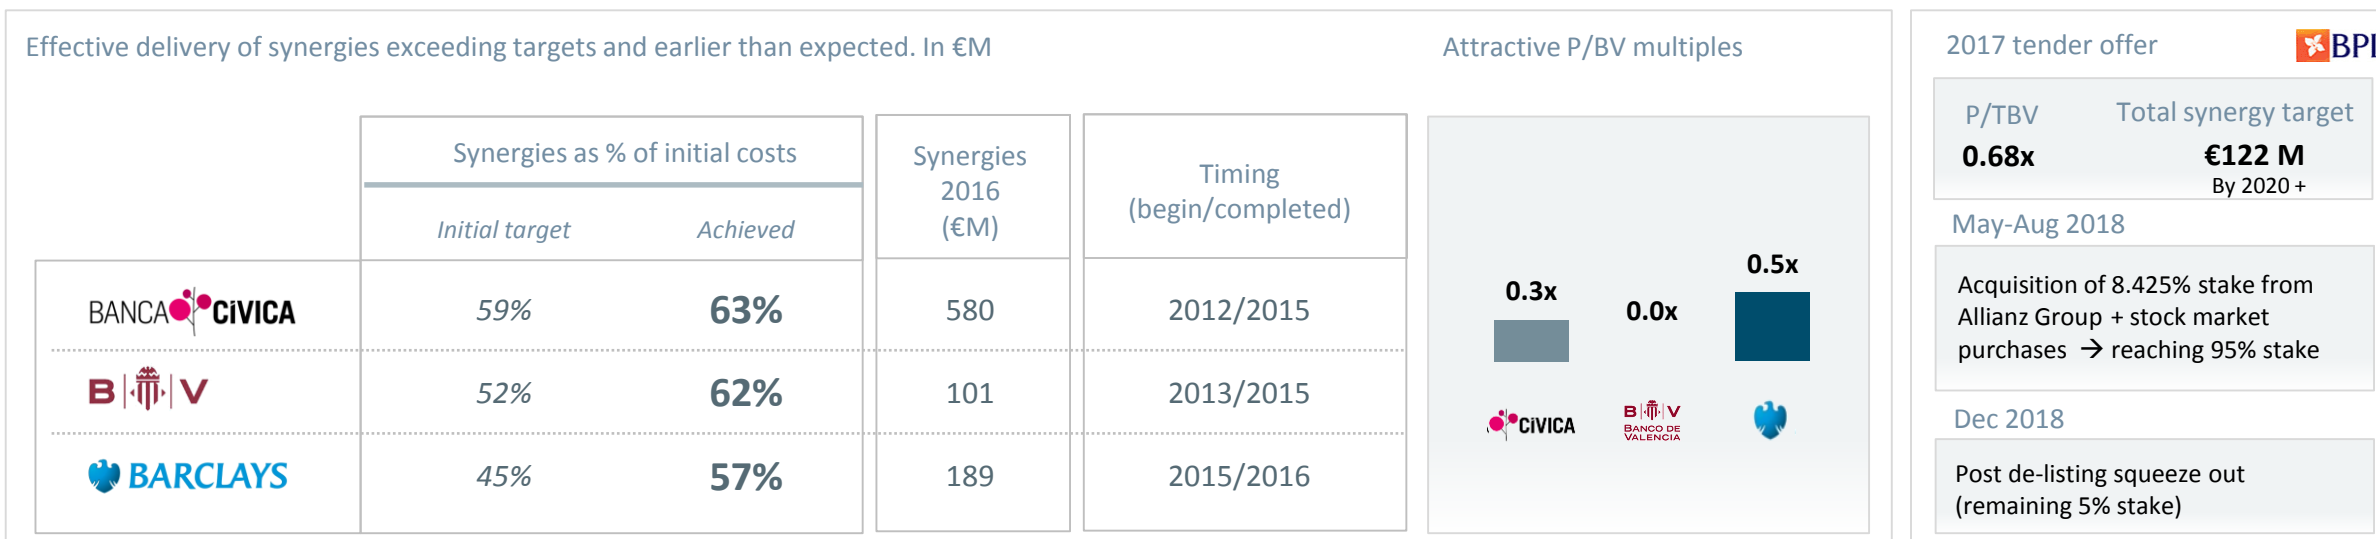 Effective delivery of synergies exceeding targets and earlier than expected. In €M
Synergies as % of initial costs
Initial target
Achieved
Synergies
2016
(€M)
Timing
(begin/completed)
BANCA CÍVICA
59%
63%
580
2012/2015
B V
52%
62%
101
2013/2015
BARCLAYS
45%
57%
189
2015/2016
Attractive P/BV multiples
0.3x
0.0x
0.5x
CÍVICA
B V
BANCO DE
VALENCIA
2017 tender offer
BPI
P/TBV
Total synergy target
0.68x
€122 M
By 2020 +
May-Aug 2018
Acquisition of 8.425% stake from
Allianz Group + stock market
purchases → reaching 95% stake
Dec 2018
Post de-listing squeeze out
(remaining 5% stake)